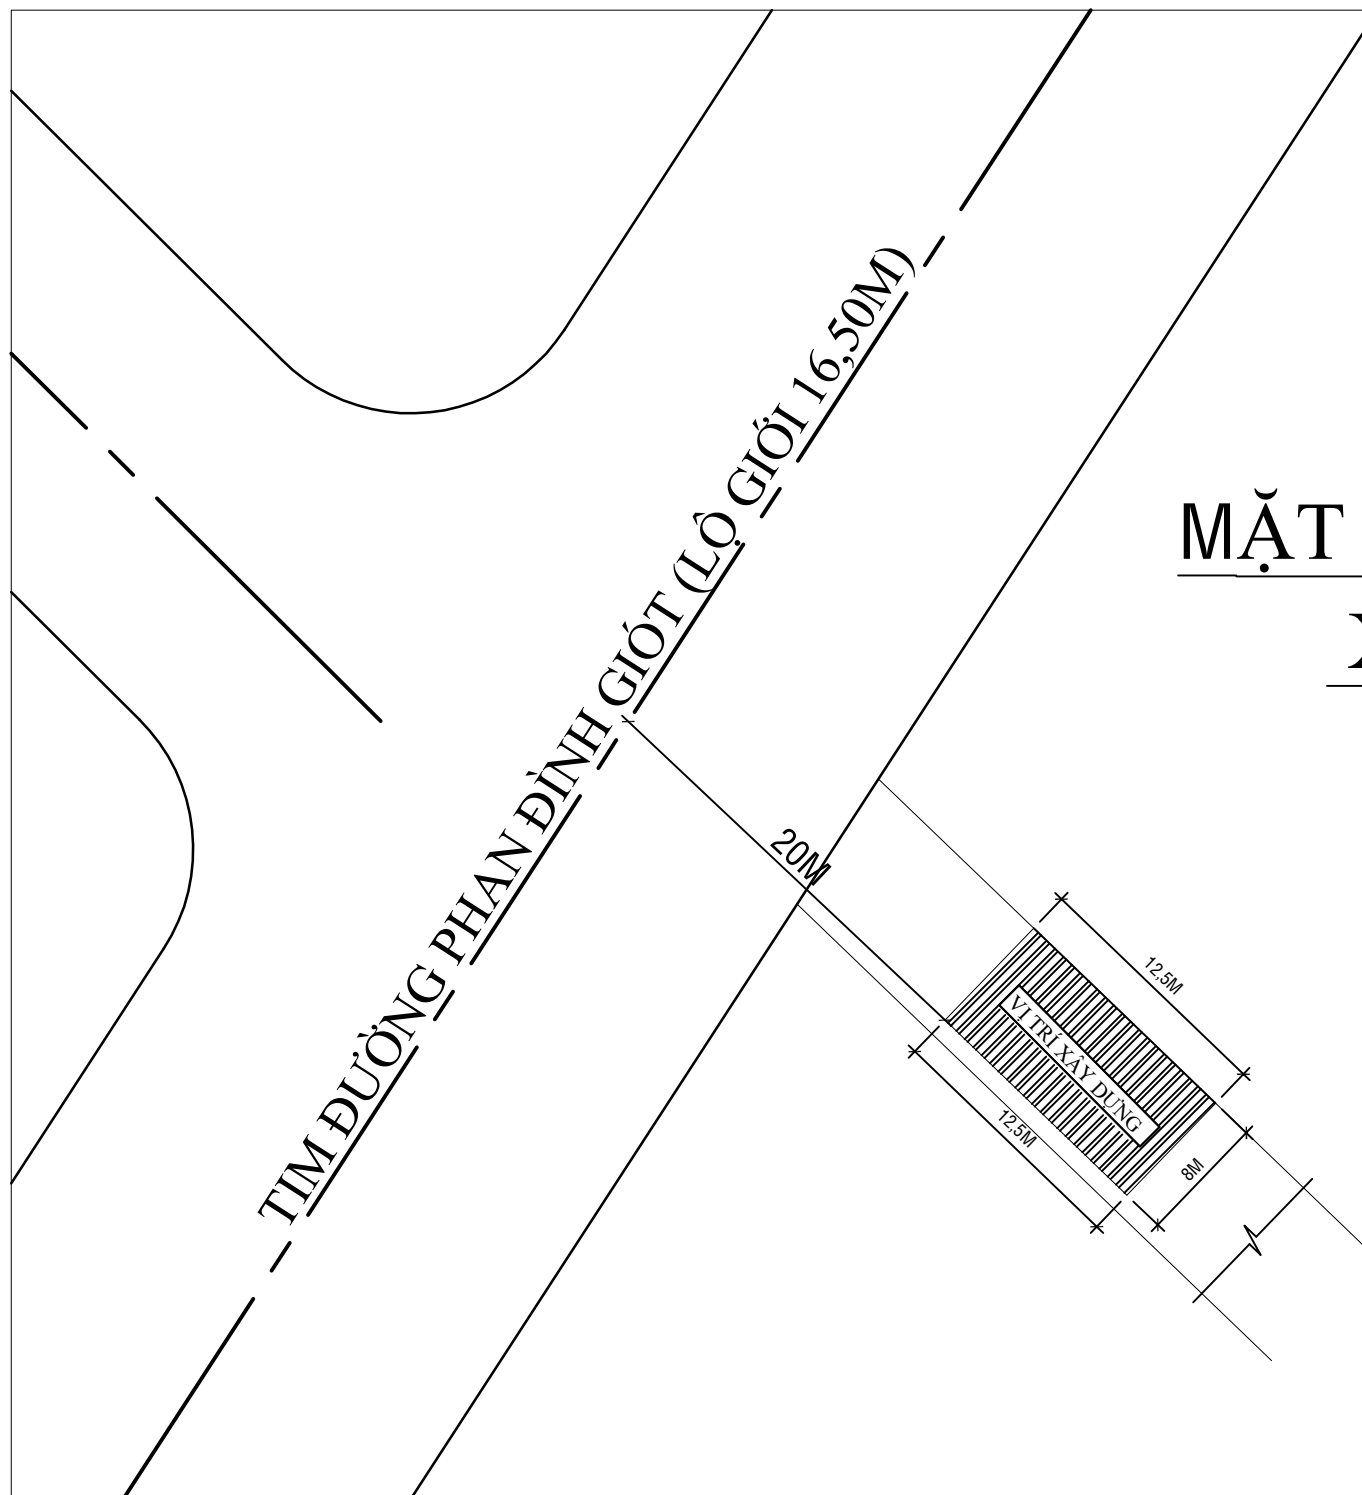 TIM ĐƯỜNG PHAN ĐÌNH GIÓT (LỘ GIỚI 16,50M)
MẶT
20M
12,5M
VỊ TRÍ XÂY DỰNG
12,5M
8M